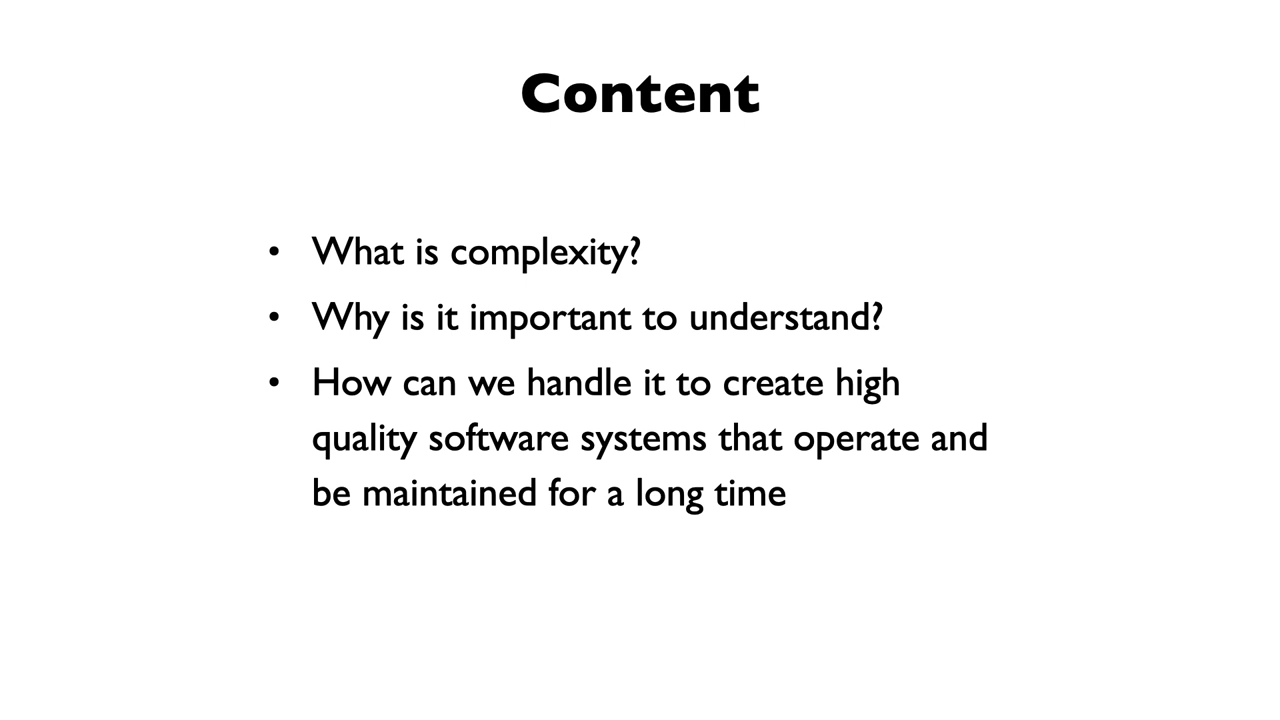 Content
• What is complexity?
• Why is it important to understand?
• How can we handle it to create high
quality software systems that operate and
be maintained for a long time